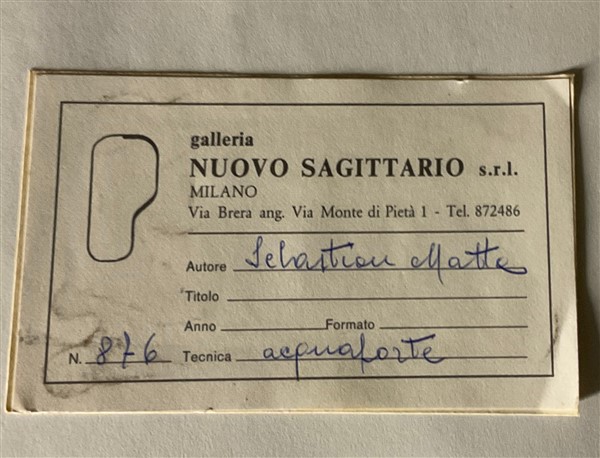 galleria
NUOVO SAGITTARIO s.r.l.
MILANO
Via Brera ang. Via Monte di Pietà 1 - Tel. 872486
Autore Sebastian Matta
Titolo
Anno Formato
N. 876 Tecnica acquaforte